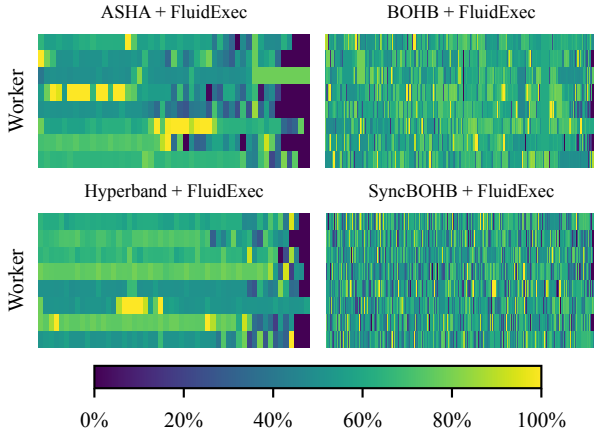 ASHA + FluidExec
BOHB + FluidExec
Worker
Hyperband + FluidExec
SyncBOHB + FluidExec
Worker
0%
20%
40%
60%
80%
100%